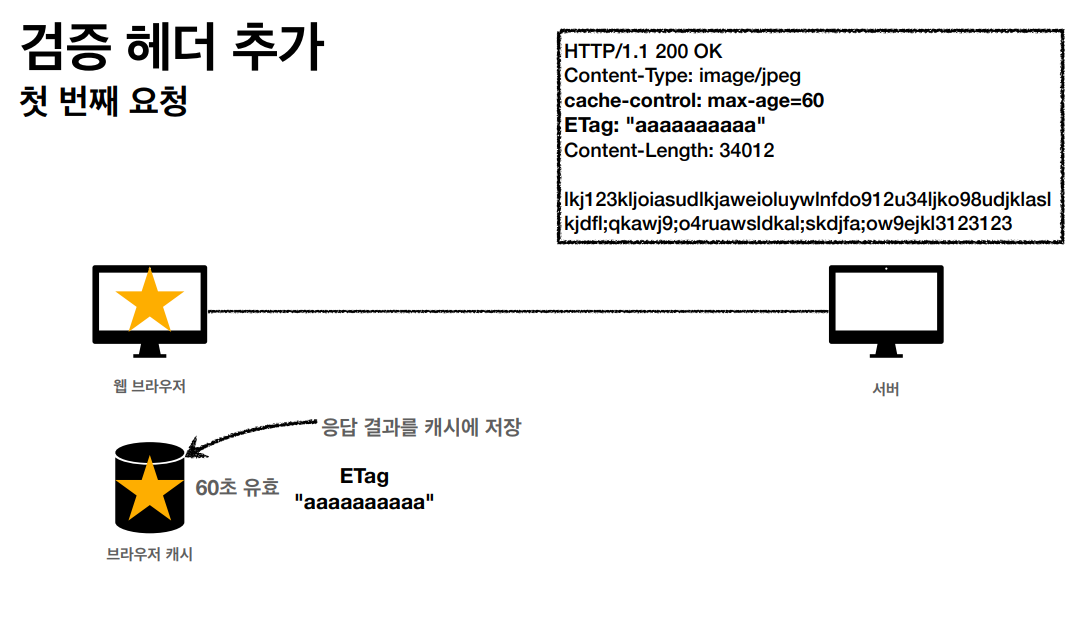 검증 헤더 추가
첫 번째 요청
HTTP/1.1 200 OK
Content-Type: image/jpeg
cache-control: max-age=60
ETag: "aaaaaaaaaa"
Content-Length: 34012
lkj123kljoiasudlkjaweioluywlnfdo912u34ljko98udjklasl
kjdfl;qkawj9;o4ruawsldkal;skdjfa;ow9ejkl3123123
웹 브라우저
서버
응답 결과를 캐시에 저장
60초 유효
ETag
"aaaaaaaaaa"
브라우저 캐시